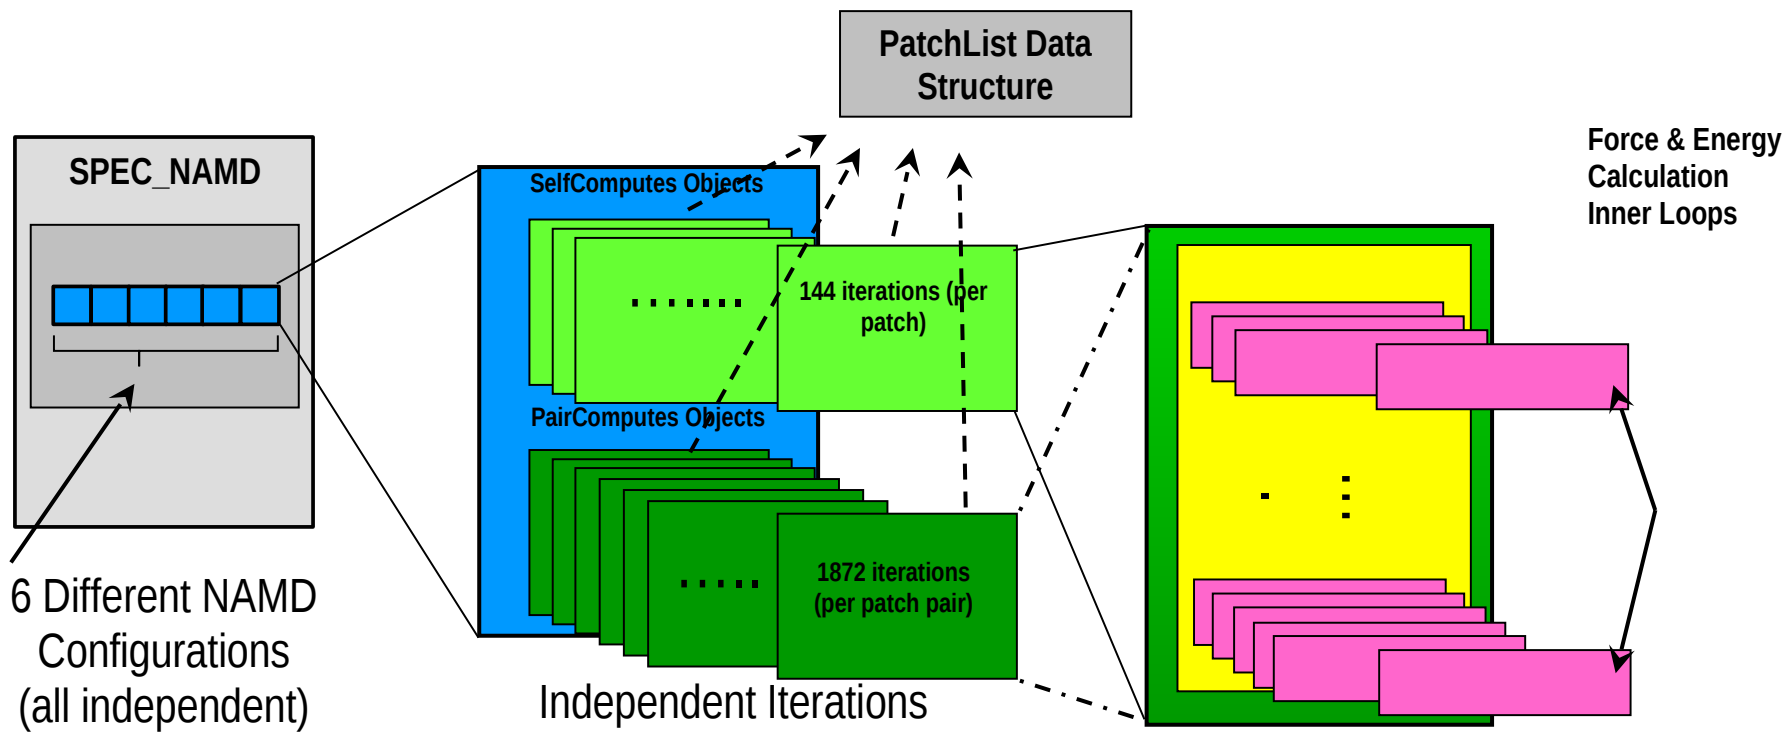 PatchList Data
Structure
SPEC_NAMD
SelfComputes Objects
144 iterations (per
patch)
PairComputes Objects
1872 iterations
(per patch pair)
Force & Energy
Calculation
Inner Loops
6 Different NAMD
Configurations
(all independent)
Independent Iterations